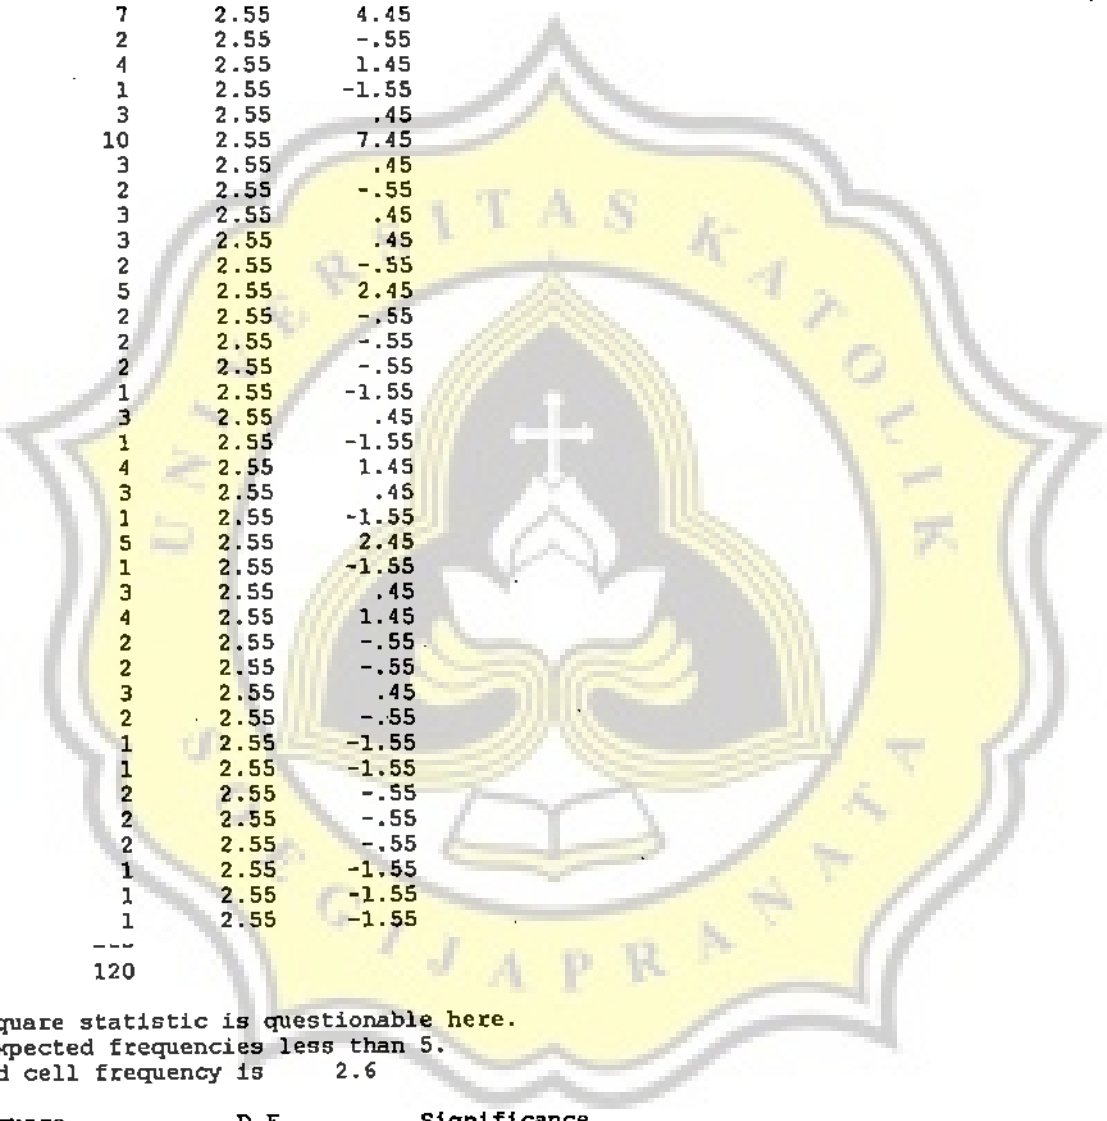 7 2.55 4.45
2 2.55 -.55
4 2.55 1.45
1 2.55 -1.55
3 2.55 .45
10 2.55 7.45
3 2.55 .45
2 2.55 -.55
3 2.55 .45
3 2.55 .45
2 2.55 -.55
5 2.55 2.45
2 2.55 -.55
2 2.55 -.55
2 2.55 -.55
1 2.55 -1.55
3 2.55 .45
1 2.55 -1.55
4 2.55 1.45
3 2.55 .45
1 2.55 -1.55
5 2.55 2.45
1 2.55 -1.55
3 2.55 .45
4 2.55 1.45
2 2.55 -.55
2 2.55 -.55
3 2.55 .45
2 2.55 -.55
1 2.55 -1.55
1 2.55 -1.55
2 2.55 -.55
2 2.55 -.55
2 2.55 -.55
1 2.55 -1.55
1 2.55 -1.55
1 2.55 -1.55
---
120
quare statistic is questionable here.
xpected frequencies less than 5.
d cell frequency is 2.6
D.F. Significance
UNIVERSITAS KATOLIK
SOEGIJAPRANATA